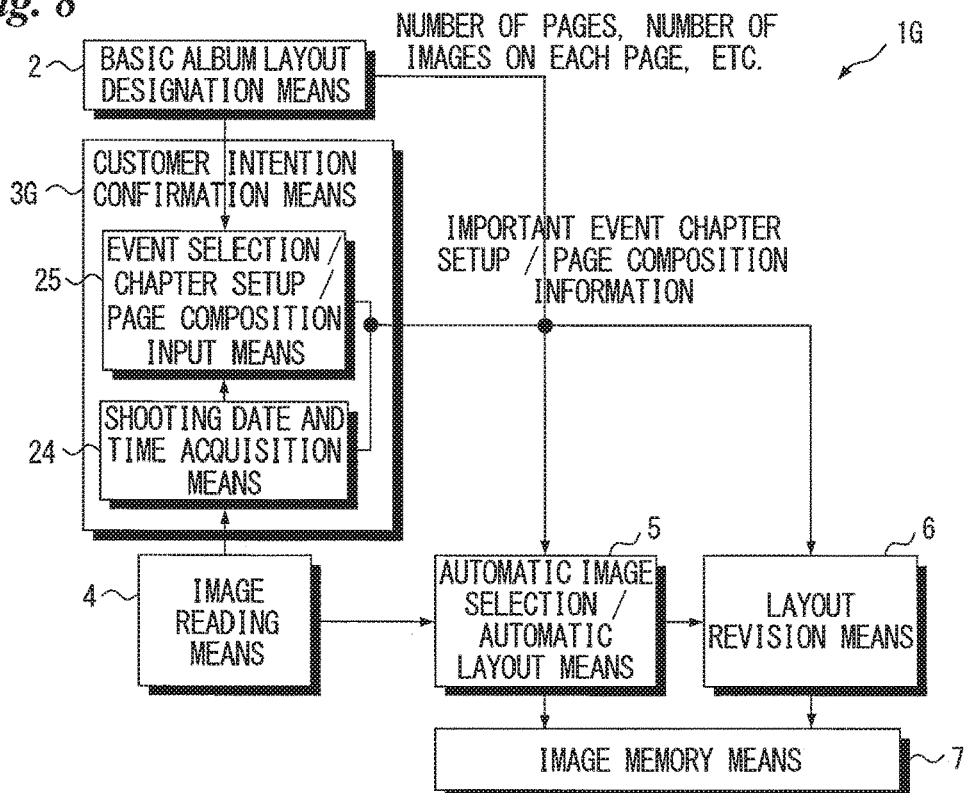 Fig. 8
NUMBER OF PAGES, NUMBER OF
IMAGES ON EACH PAGE, ETC.
1G
2
BASIC ALBUM LAYOUT
DESIGNATION MEANS
3G
CUSTOMER INTENTION
CONFIRMATION MEANS
25
EVENT SELECTION /
CHAPTER SETUP /
PAGE COMPOSITION
INPUT MEANS
IMPORTANT EVENT CHAPTER
SETUP / PAGE COMPOSITION
INFORMATION
24
SHOOTING DATE AND
TIME ACQUISITION
MEANS
4
IMAGE
READING
MEANS
5
AUTOMATIC IMAGE
SELECTION /
AUTOMATIC
LAYOUT MEANS
6
LAYOUT
REVISION MEANS
IMAGE MEMORY MEANS
7